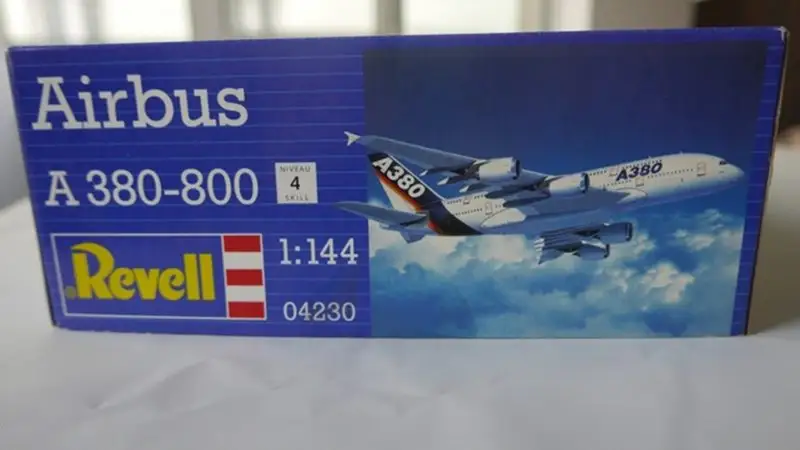 Airbus
A 380-800
NIVEAU
4
SKILL
®Revell
1:144
04230
A380
A380